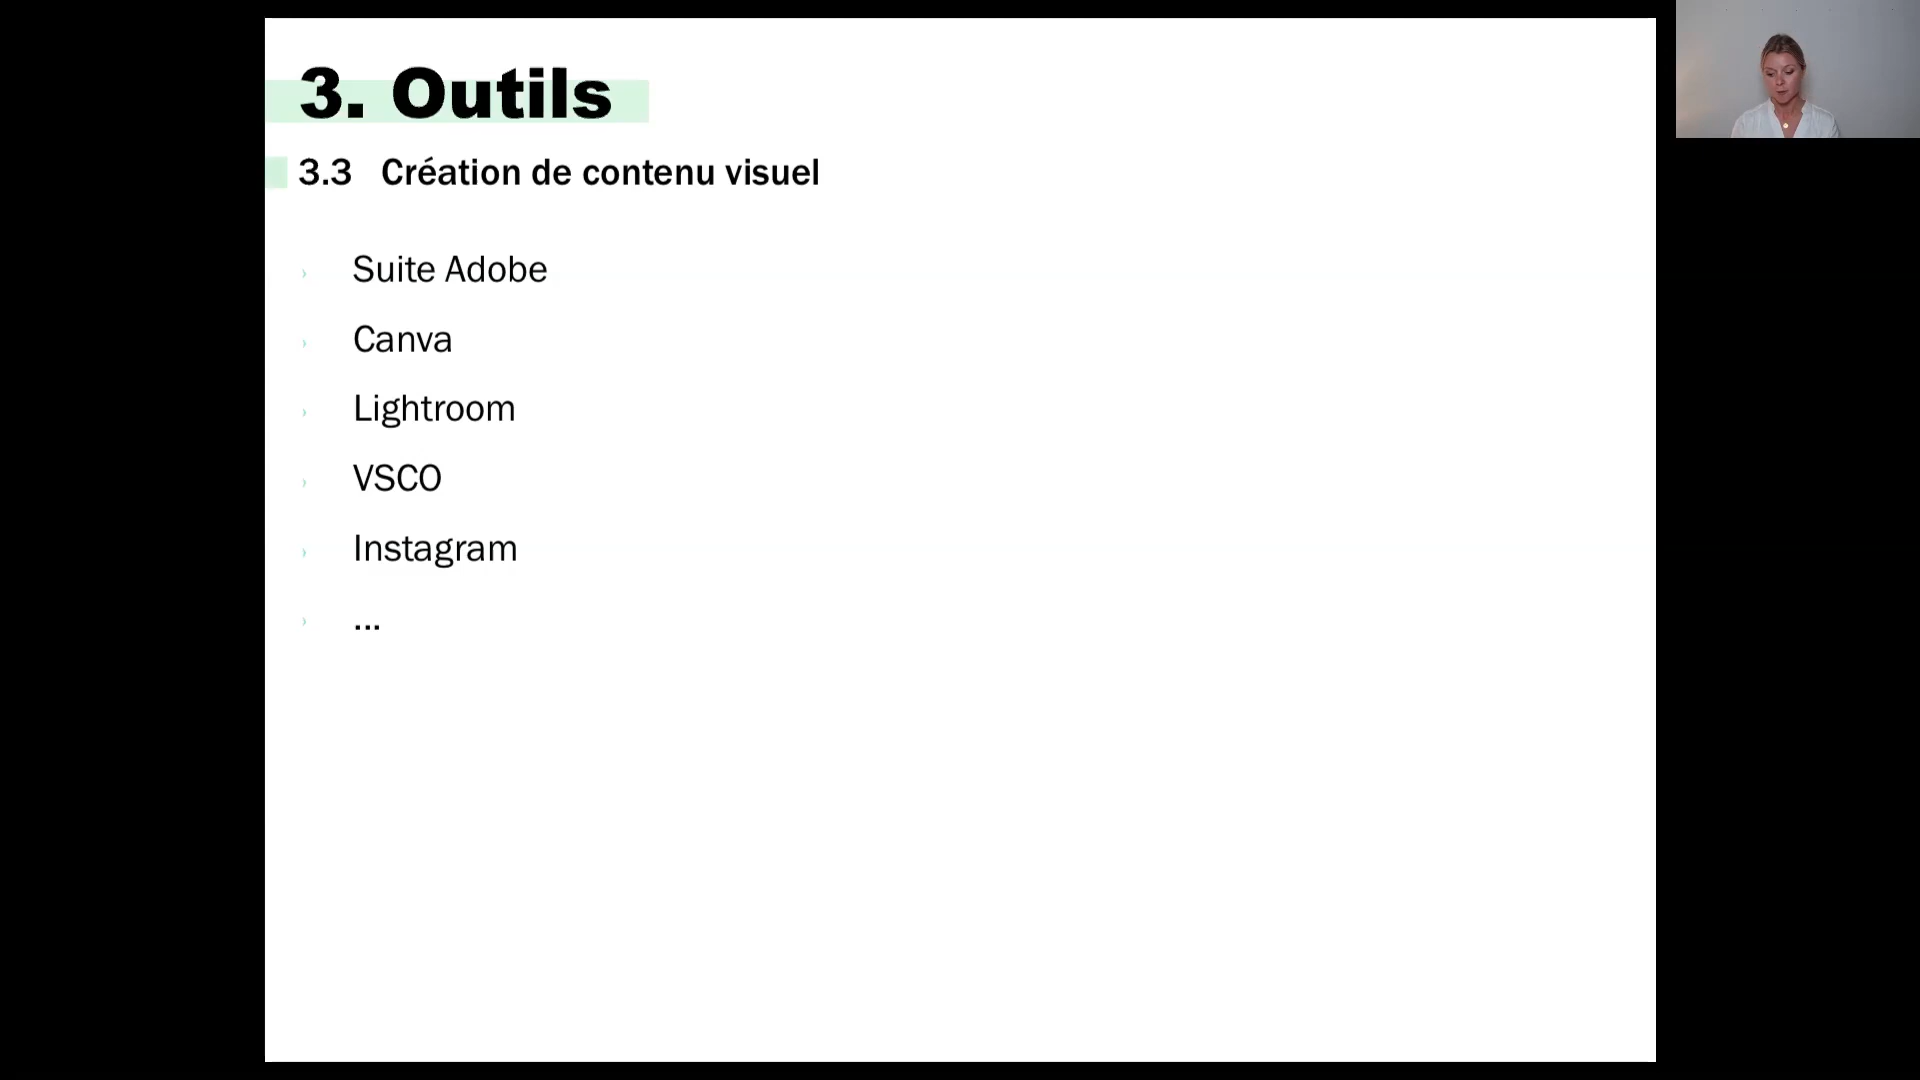 3. Outils
3.3 Création de contenu visuel
› Suite Adobe
› Canva
› Lightroom
› VSCO
› Instagram
› ...